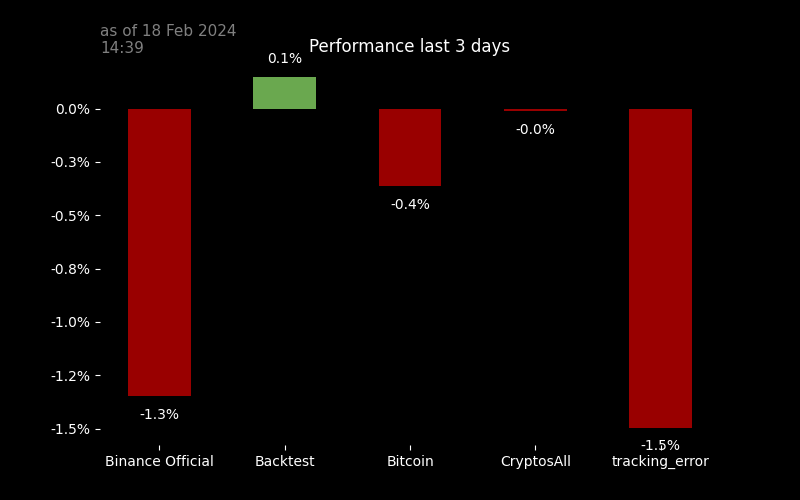 as of 18 Feb 2024
14:39
Performance last 3 days
0.1%
0.0%
-0.0%
-0.3%
-0.4%
-0.5%
-0.8%
-1.0%
-1.2%
-1.3%
-1.5%
-1.5%
Binance Official
Backtest
Bitcoin
CryptosAll
tracking_error